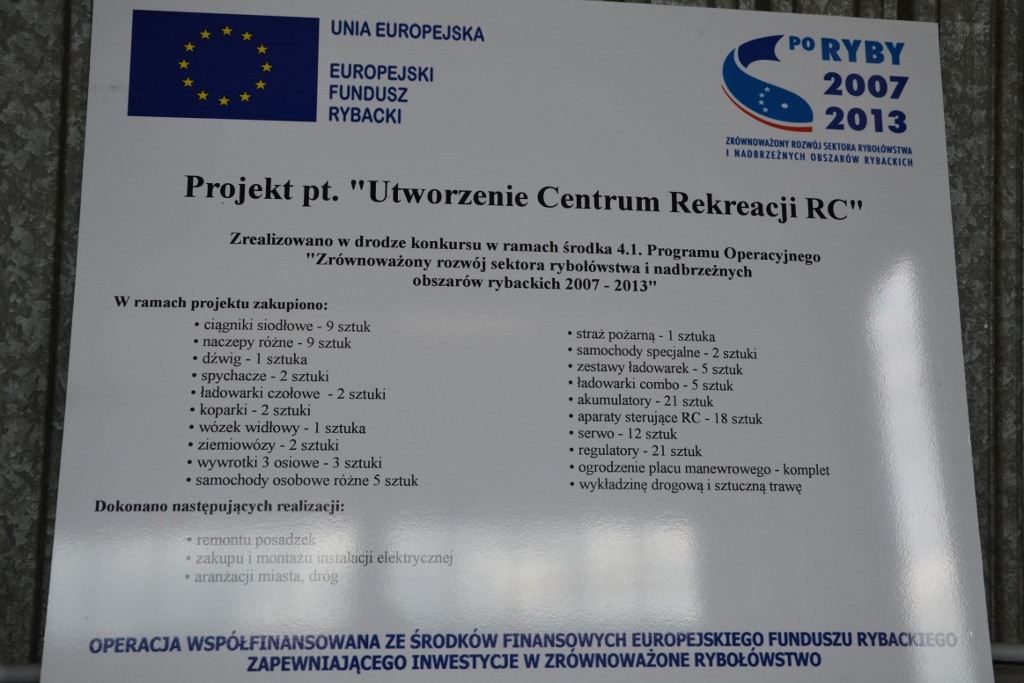 UNIA EUROPEJSKA
EUROPEJSKI
FUNDUSZ
RYBACKI
PO RYBY
2007
2013
ZRÓWNOWAŻONY ROZWÓJ SEKTORA RYBOŁÓWSTWA
I NADBRZEŻNYCH OBSZARÓW RYBACKICH
Projekt pt. "Utworzenie Centrum Rekreacji RC"
Zrealizowano w drodze konkursu w ramach środka 4.1. Programu Operacyjnego
"Zrównoważony rozwój sektora rybołówstwa i nadbrzeżnych
obszarów rybackich 2007 - 2013"
W ramach projektu zakupiono:
• ciągniki siodłowe - 9 sztuk
• naczepy różne - 9 sztuk
• dźwig - 1 sztuka
• spychacze - 2 sztuki
• ładowarki czołowe - 2 sztuki
• koparki - 2 sztuki
• wózek widłowy - 1 sztuka
• ziemiowózy - 2 sztuki
• wywrotki 3 osiowe - 3 sztuki
• samochody osobowe różne 5 sztuk
• straż pożarną - 1 sztuka
• samochody specjalne - 2 sztuki
• zestawy ładowarek - 5 sztuk
• ładowarki combo - 5 sztuk
• akumulatory - 21 sztuk
• aparaty sterujące RC - 18 sztuk
• serwo - 12 sztuk
• regulatory - 21 sztuk
• ogrodzenie placu manewrowego - komplet
• wykładzinę drogową i sztuczną trawę
Dokonano następujących realizacji:
• remontu posadzek
• zakupu i montażu instalacji elektrycznej
• aranżacji miasta, dróg
OPERACJA WSPÓŁFINANSOWANA ZE ŚRODKÓW FINANSOWYCH EUROPEJSKIEGO FUNDUSZU RYBACKIEGO
ZAPEWNIAJĄCEGO INWESTYCJE W ZRÓWNOWAŻONE RYBOŁÓWSTWO